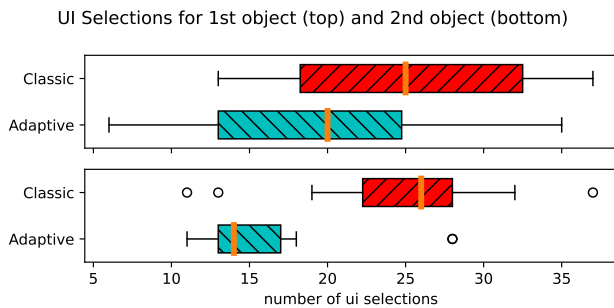 UI Selections for 1st object (top) and 2nd object (bottom)
Classic
Adaptive
Classic
Adaptive
5 10 15 20 25 30 35
number of ui selections